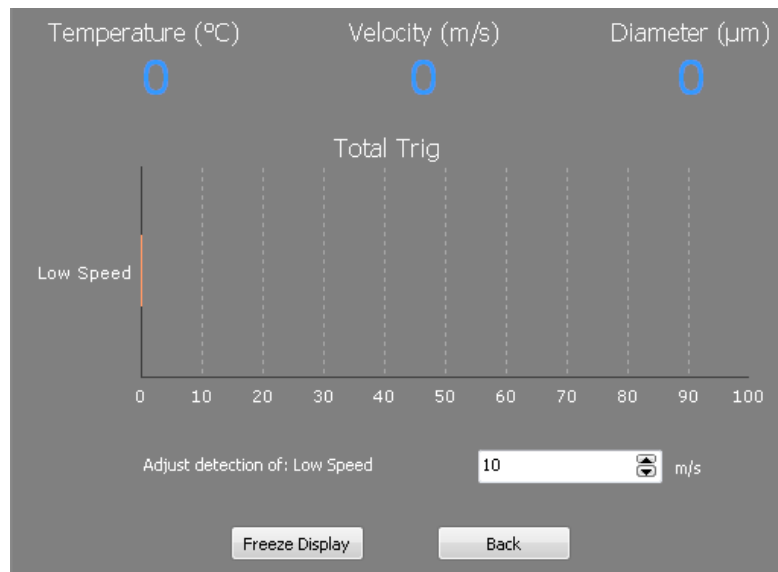 Temperature (ºC) Velocity (m/s) Diameter (µm)
0 0 0
Total Trig
Low Speed
0 10 20 30 40 50 60 70 80 90 100
Adjust detection of: Low Speed 10 m/s
Freeze Display Back